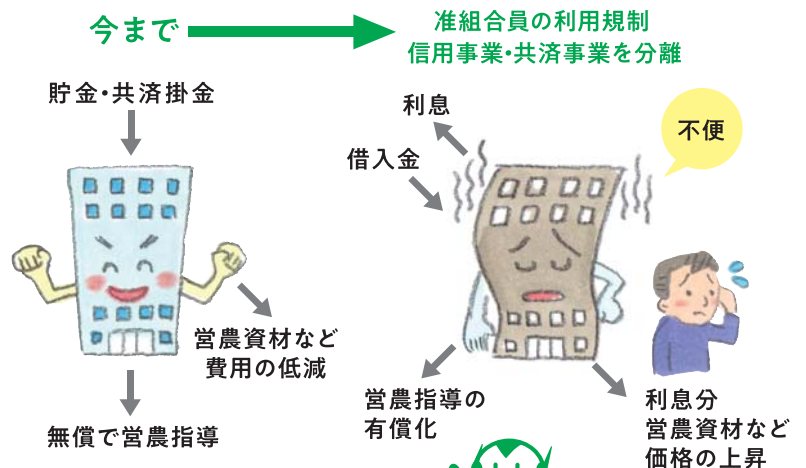 今まで
准組合員の利用規制
信用事業・共済事業を分離
貯金・共済掛金
利息
借入金
不便
営農資材など
費用の低減
無償で営農指導
営農指導の
有償化
利息分
営農資材など
価格の上昇